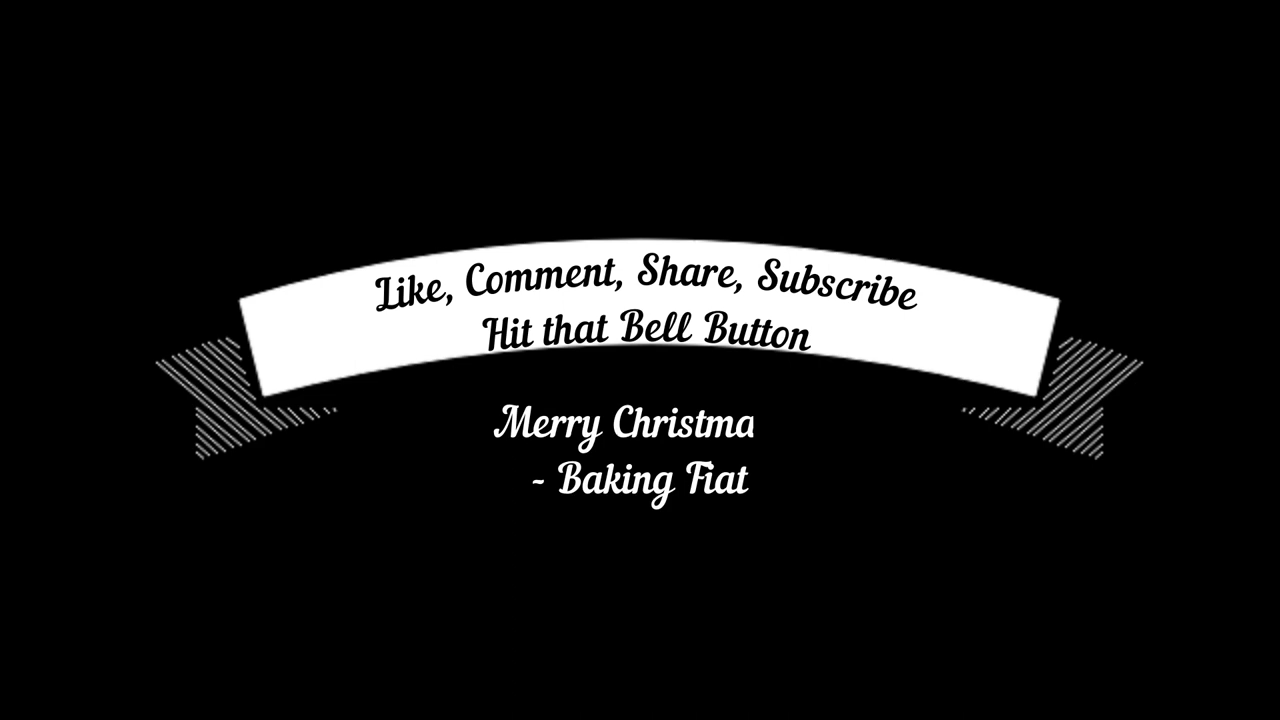 Like, Comment, Share, Subscribe
Hit that Bell Button
Merry Christma
- Baking Fiat